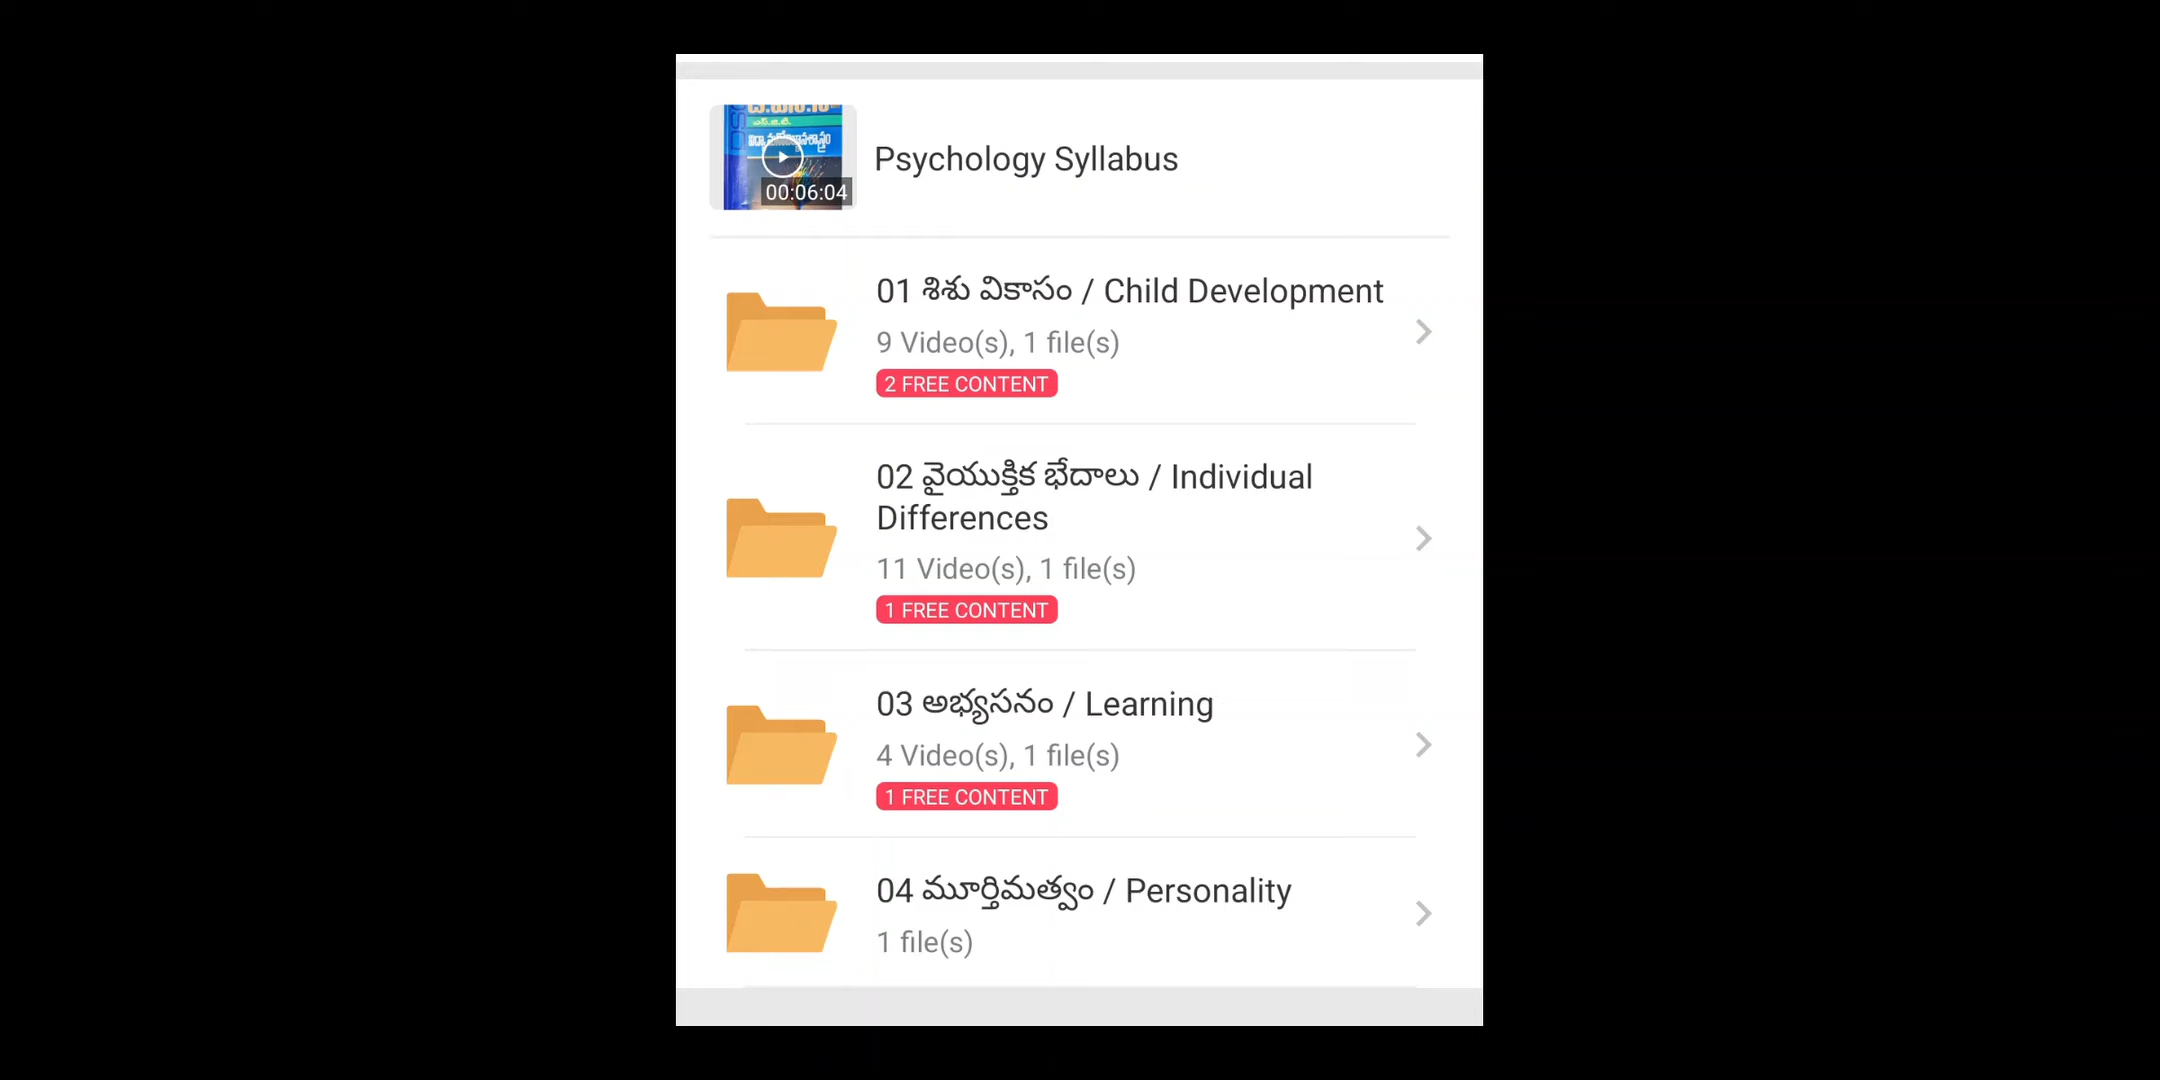 ఎస్.జి.టి.
DSC
00:06:04
Psychology Syllabus
01 శిశు వికాసం / Child Development
9 Video(s), 1 file(s)
2 FREE CONTENT
02 వైయుక్తిక భేదాలు / Individual
Differences
11 Video(s), 1 file(s)
1 FREE CONTENT
03 అభ్యసనం / Learning
4 Video(s), 1 file(s)
1 FREE CONTENT
04 మూర్తిమత్వం / Personality
1 file(s)